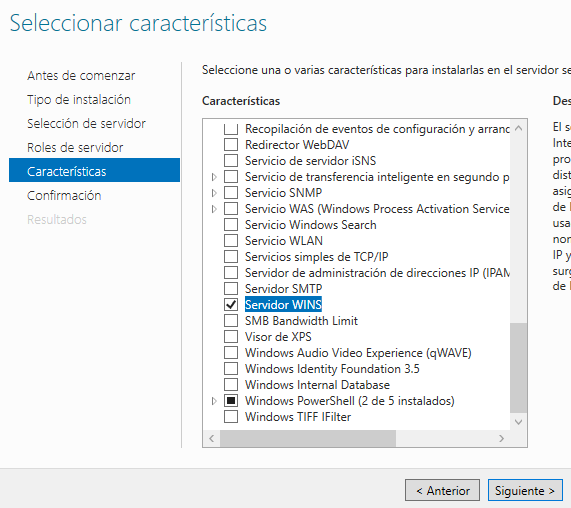 Seleccionar características
Antes de comenzar
Tipo de instalación
Selección de servidor
Roles de servidor
Características
Confirmación
Resultados
Seleccione una o varias características para instalarlas en el servidor se
Características
Recopilación de eventos de configuración y arranc
Redirector WebDAV
Servicio de servidor iSNS
Servicio de transferencia inteligente en segundo p
Servicio SNMP
Servicio WAS (Windows Process Activation Service
Servicio Windows Search
Servicio WLAN
Servicios simples de TCP/IP
Servidor de administración de direcciones IP (IPAM
Servidor SMTP
Servidor WINS
SMB Bandwidth Limit
Visor de XPS
Windows Audio Video Experience (qWAVE)
Windows Identity Foundation 3.5
Windows Internal Database
Windows PowerShell (2 de 5 instalados)
Windows TIFF IFilter
Des
El s
Inte
pro
dist
asig
de l
usa
non
IP y
surg
de l
< Anterior
Siguiente >